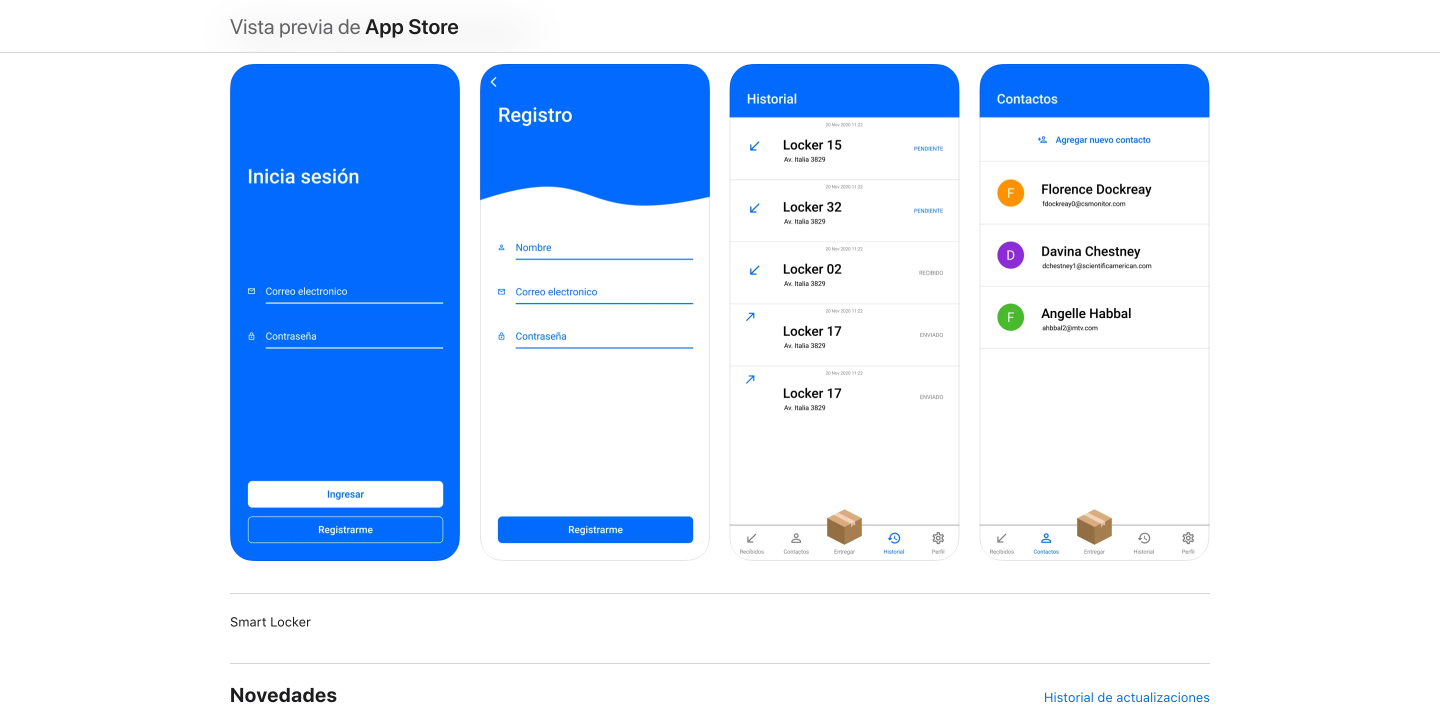 Vista previa de App Store
Inicia sesión
Correo electronico
Contraseña
Ingresar
Registrarme
Registro
Nombre
Correo electronico
Contraseña
Registrarme
Historial
20 Nov 2020 11:22
Locker 15
Av. Italia 3829
PENDIENTE
20 Nov 2020 11:22
Locker 32
Av. Italia 3829
PENDIENTE
20 Nov 2020 11:22
Locker 02
Av. Italia 3829
RECIBIDO
20 Nov 2020 11:22
Locker 17
Av. Italia 3829
ENVIADO
20 Nov 2020 11:22
Locker 17
Av. Italia 3829
ENVIADO
Recibidos
Contactos
Entregar
Historial
Perfil
Contactos
Agregar nuevo contacto
F
Florence Dockreay
fdockreay0@csmonitor.com
D
Davina Chestney
dchestney1@scientificamerican.com
F
Angelle Habbal
ahbbal2@mtv.com
Recibidos
Contactos
Entregar
Historial
Perfil
Smart Locker
Novedades
Historial de actualizaciones